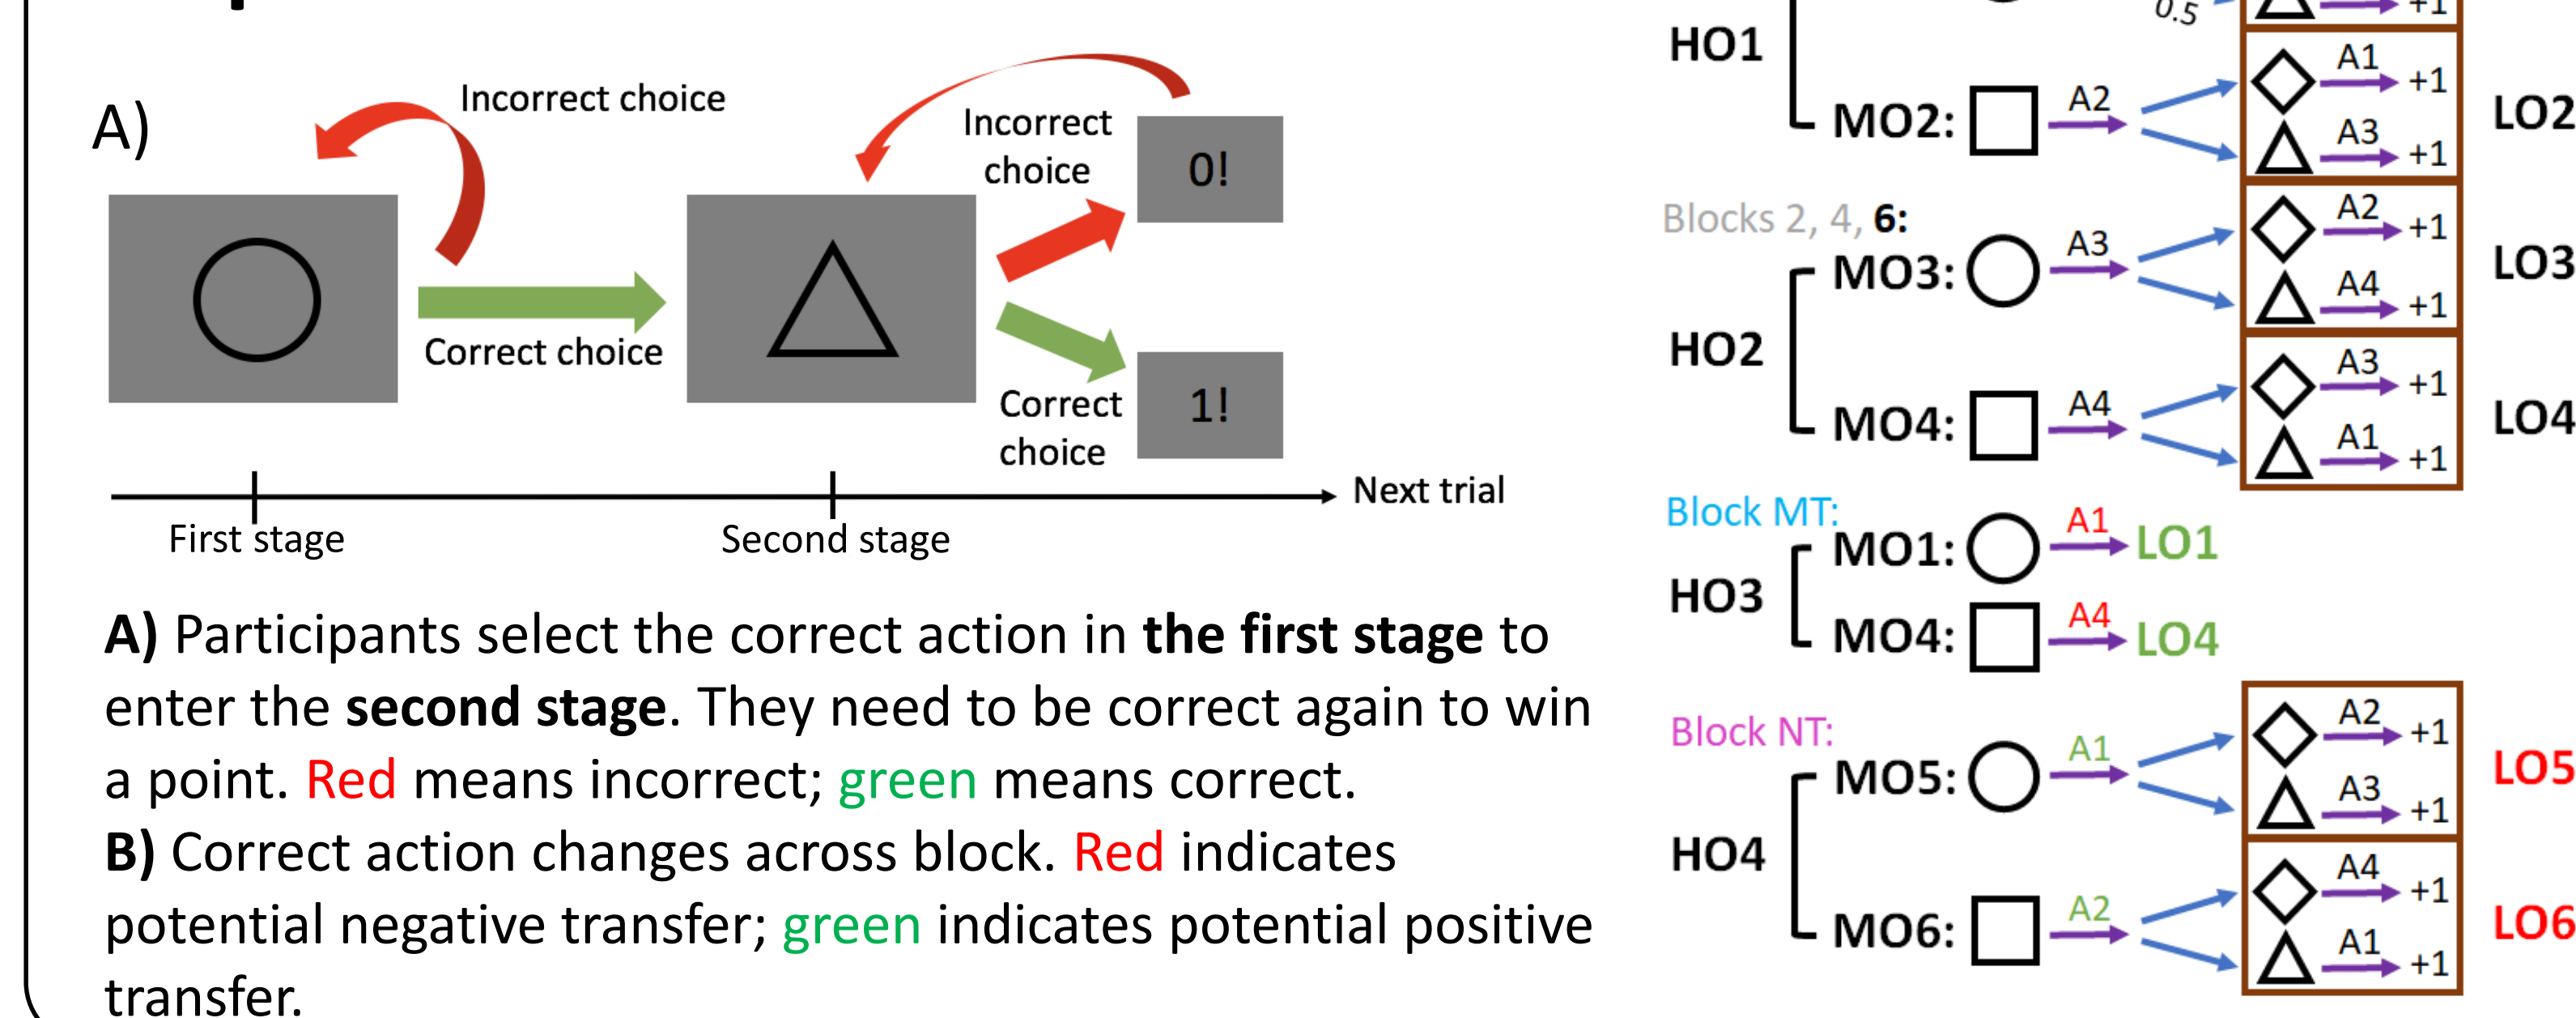 A)
Incorrect choice
Correct choice
Incorrect
choice
0!
Correct
choice
1!
Next trial
First stage
Second stage
A) Participants select the correct action in the first stage to
enter the second stage. They need to be correct again to win
a point. Red means incorrect; green means correct.
B) Correct action changes across block. Red indicates
potential negative transfer; green indicates potential positive
transfer.
0.5
+1
HO1
MO2:
A2
A1
+1
A3
+1
LO2
Blocks 2, 4, 6:
HO2
MO3:
A3
A2
+1
A4
+1
LO3
MO4:
A4
A3
+1
A1
+1
LO4
Block MT:
HO3
MO1:
A1
LO1
MO4:
A4
LO4
Block NT:
HO4
MO5:
A1
A2
+1
A3
+1
LO5
MO6:
A2
A4
+1
A1
+1
LO6